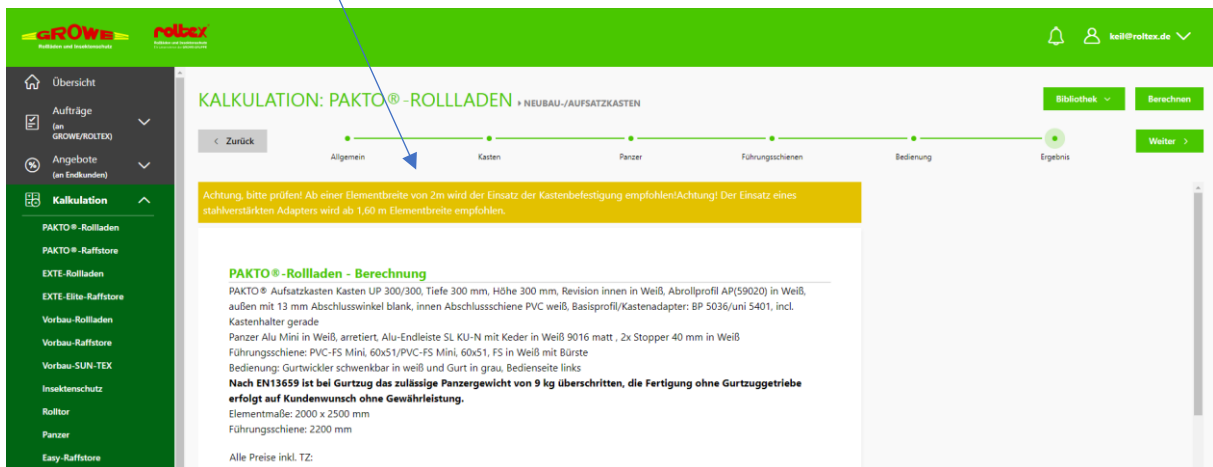 GROWE
Rollläden und Insektenschutz
roltex
keil@roltex.de
Übersicht
Aufträge
(an
GROWE/ROLTEX)
Angebote
(an Endkunden)
Kalkulation
PAKTO®-Rollladen
PAKTO®-Raffstore
EXTE-Rollladen
EXTE-Elite-Raffstore
Vorbau-Rollladen
Vorbau-Raffstore
Vorbau-SUN-TEX
Insektenschutz
Rolltor
Panzer
Easy-Raffstore
KALKULATION: PAKTO®-ROLLLADEN › NEUBAU-/AUFSATZKASTEN
Bibliothek
Berechnen
< Zurück
Allgemein
Kasten
Panzer
Führungsschienen
Bedienung
Ergebnis
Weiter >
Achtung, bitte prüfen! Ab einer Elementbreite von 2m wird der Einsatz der Kastenbefestigung empfohlen!Achtung! Der Einsatz eines
stahlverstärkten Adapters wird ab 1,60 m Elementbreite empfohlen.
PAKTO®-Rollladen - Berechnung
PAKTO® Aufsatzkasten Kasten UP 300/300, Tiefe 300 mm, Höhe 300 mm, Revision innen in Weiß, Abrollprofil AP(59020) in Weiß,
außen mit 13 mm Abschlusswinkel blank, innen Abschlussschiene PVC weiß, Basisprofil/Kastenadapter: BP 5036/uni 5401, incl.
Kastenhalter gerade
Panzer Alu Mini in Weiß, arretiert, Alu-Endleiste SL KU-N mit Keder in Weiß 9016 matt , 2x Stopper 40 mm in Weiß
Führungsschiene: PVC-FS Mini, 60x51/PVC-FS Mini, 60x51, FS in Weiß mit Bürste
Bedienung: Gurtwickler schwenkbar in weiß und Gurt in grau, Bedienseite links
Nach EN13659 ist bei Gurtzug das zulässige Panzergewicht von 9 kg überschritten, die Fertigung ohne Gurtzuggetriebe
erfolgt auf Kundenwunsch ohne Gewährleistung.
Elementmaße: 2000 x 2500 mm
Führungsschiene: 2200 mm
Alle Preise inkl. TZ: